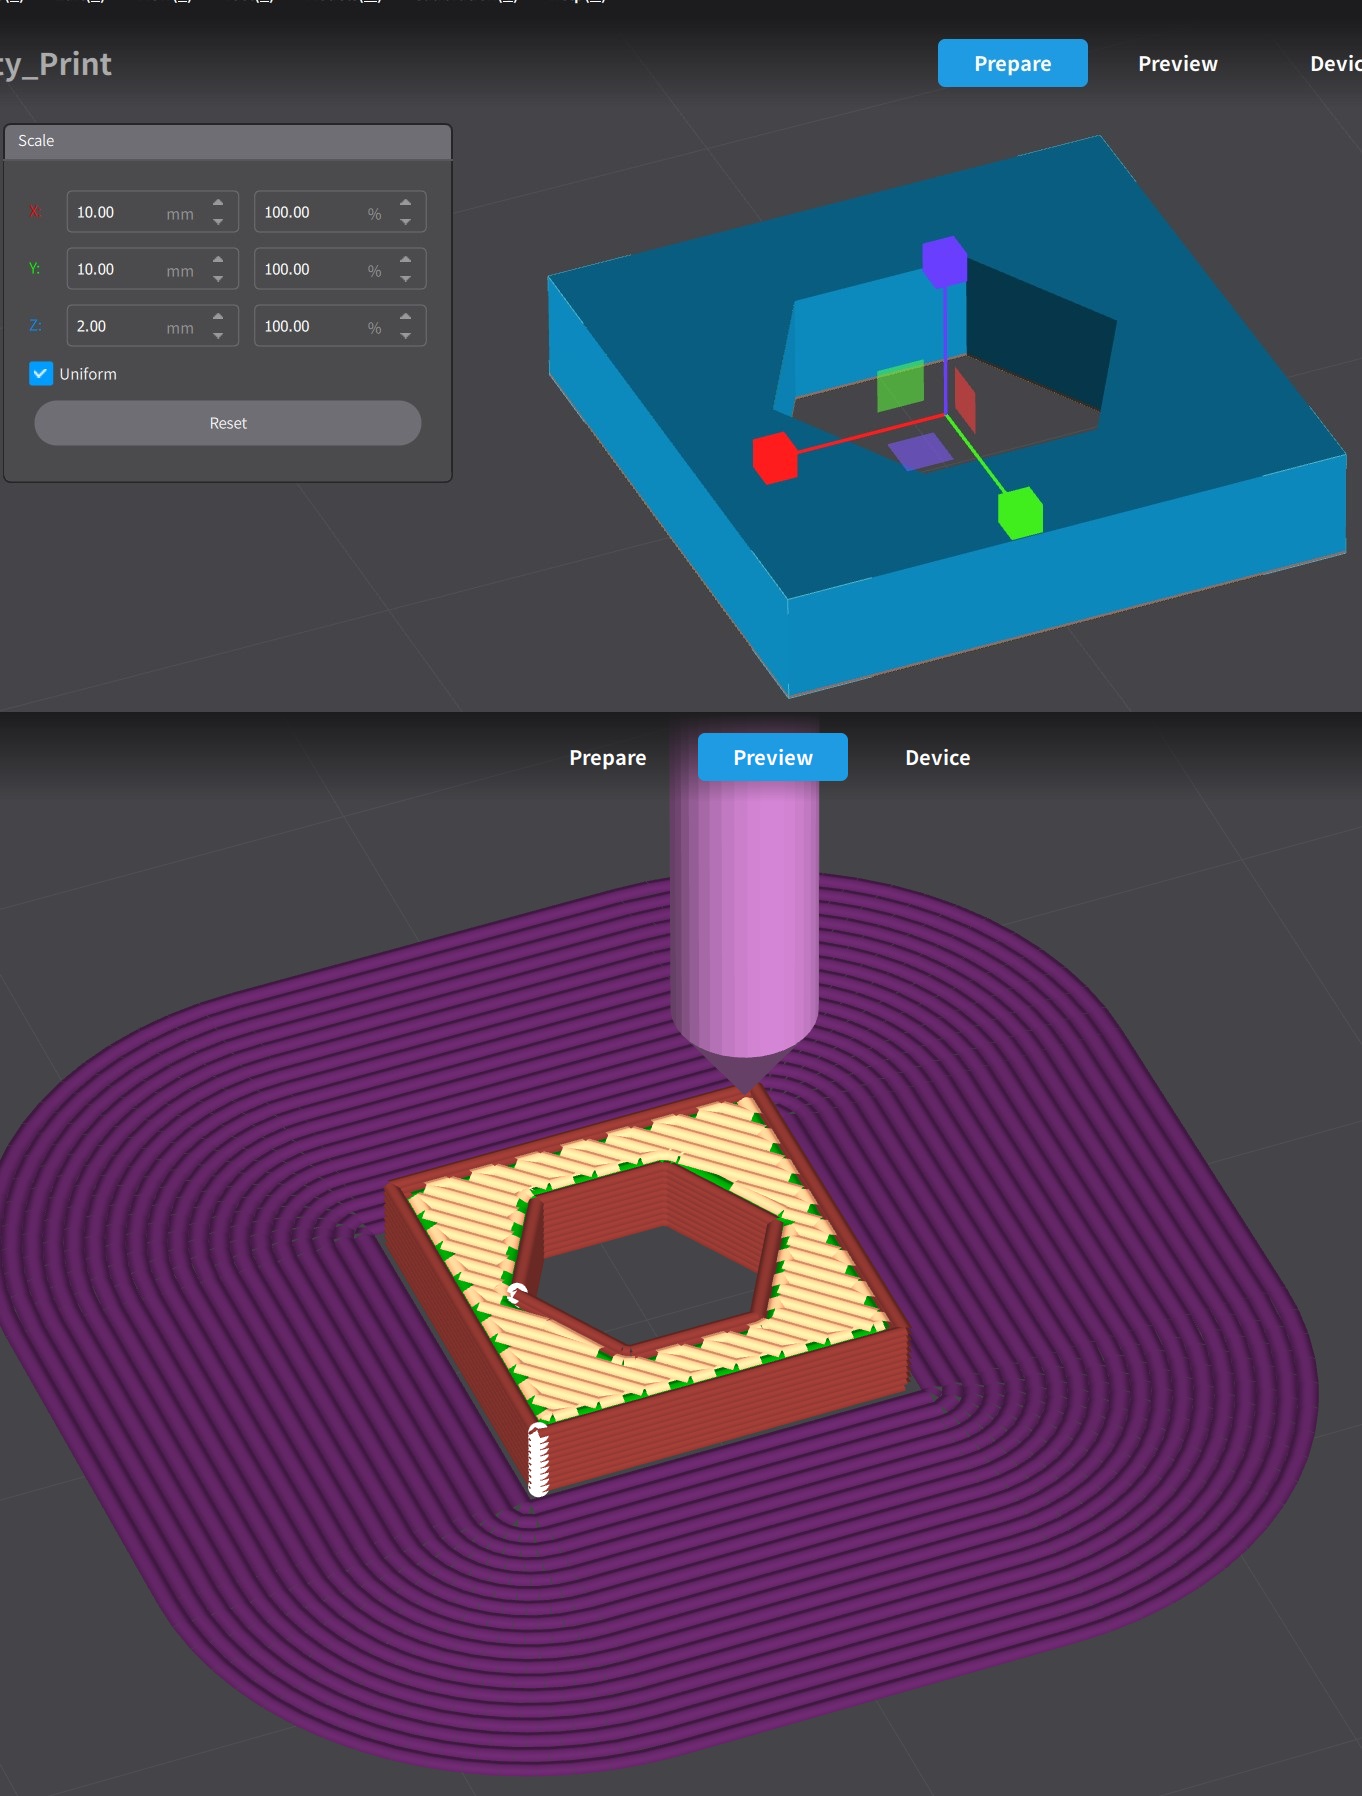 ty_Print
Prepare Preview Devic
Scale
X: 10.00 mm 100.00 %
Y: 10.00 mm 100.00 %
Z: 2.00 mm 100.00 %
Uniform
Reset
Prepare Preview Device